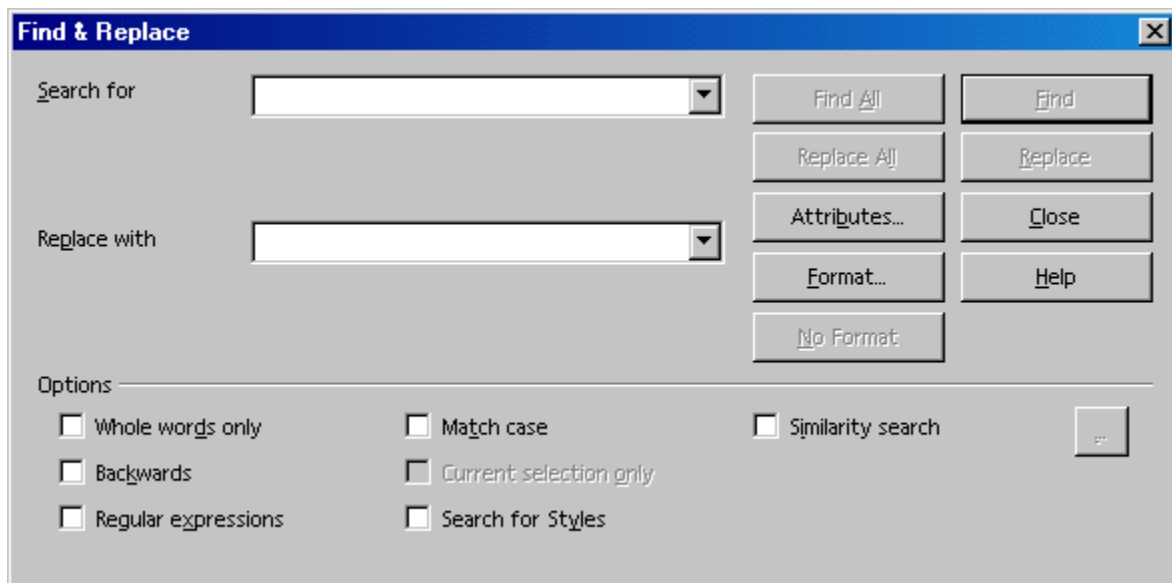 Find & Replace
Search for
Find All
Find
Replace All
Replace
Replace with
Attributes...
Close
Format...
Help
No Format
Options
Whole words only
Match case
Similarity search
...
Backwards
Current selection only
Regular expressions
Search for Styles